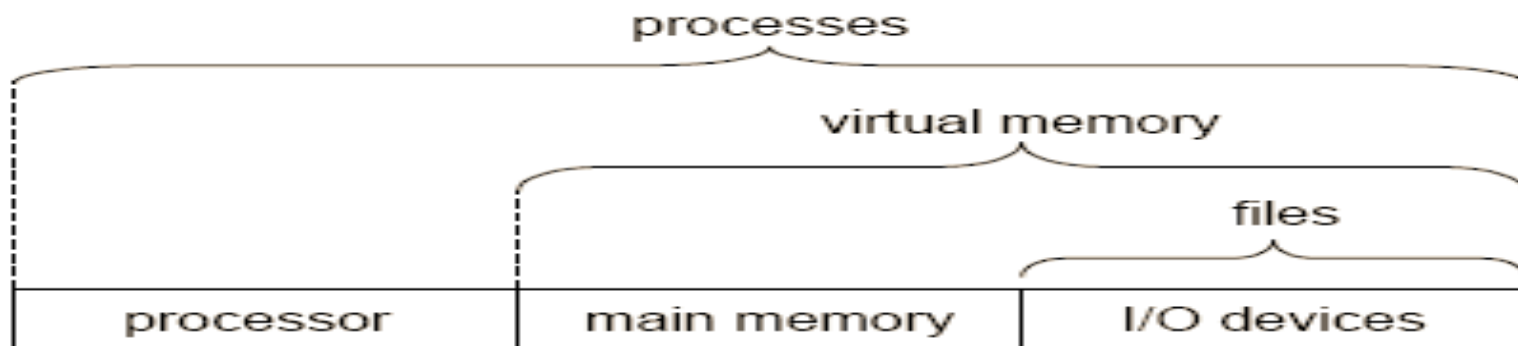 processes
virtual memory
files
processor main memory I/O devices